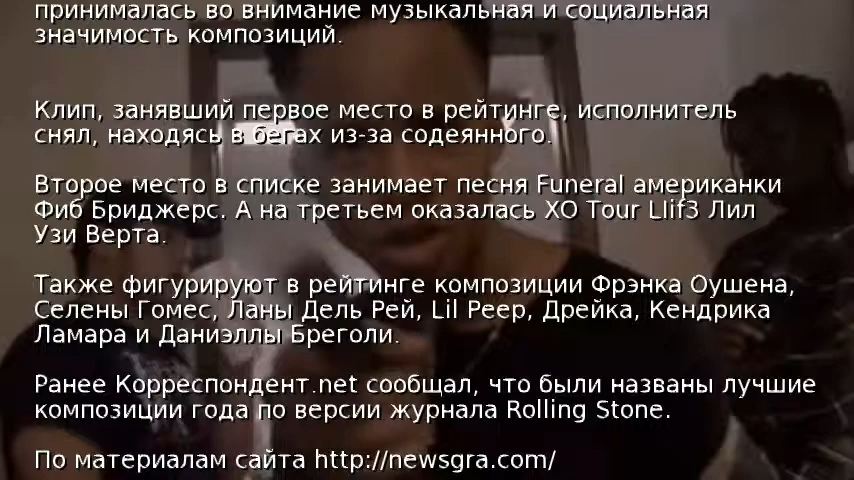 принималась во внимание музыкальная и социальная
значимость композиций.
Клип, занявший первое место в рейтинге, исполнитель
снял, находясь в бегах из-за содеянного.
Второе место в списке занимает песня Funeral американки
Фиб Бриджерс. А на третьем оказалась XO Tour Llif3 Лил
Узи Верта.
Также фигурируют в рейтинге композиции Фрэнка Оушена,
Селены Гомес, Ланы Дель Рей, Lil Peep, Дрейка, Кендрика
Ламара и Даниэллы Бреголи.
Ранее Корреспондент.net сообщал, что были названы лучшие
композиции года по версии журнала Rolling Stone.
По материалам сайта http://newsgra.com/